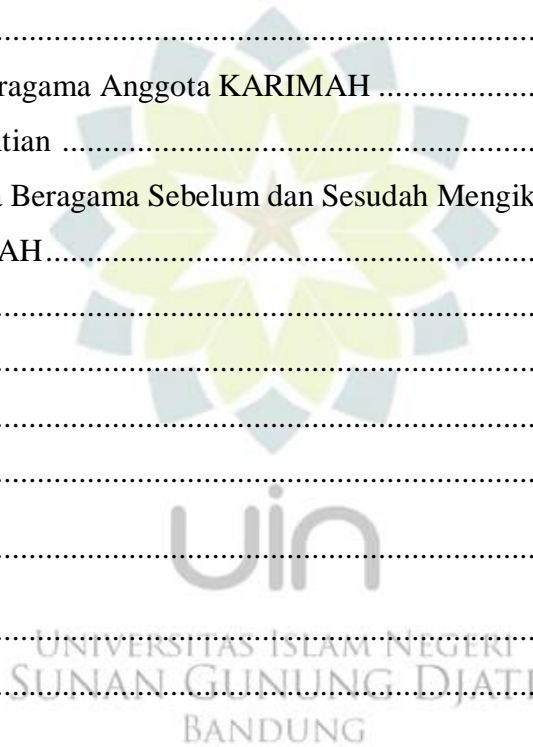 ................................................................
ragama Anggota KARIMAH ......................
tian ......................................................
Beragama Sebelum dan Sesudah Mengik
AH........................................................
................................................................
................................................................
................................................................
................................................................
uin
................................................................
................................................................
UNIVERSITAS ISLAM NEGERI
SUNAN GUNUNG DJATI
................................................................
BANDUNG